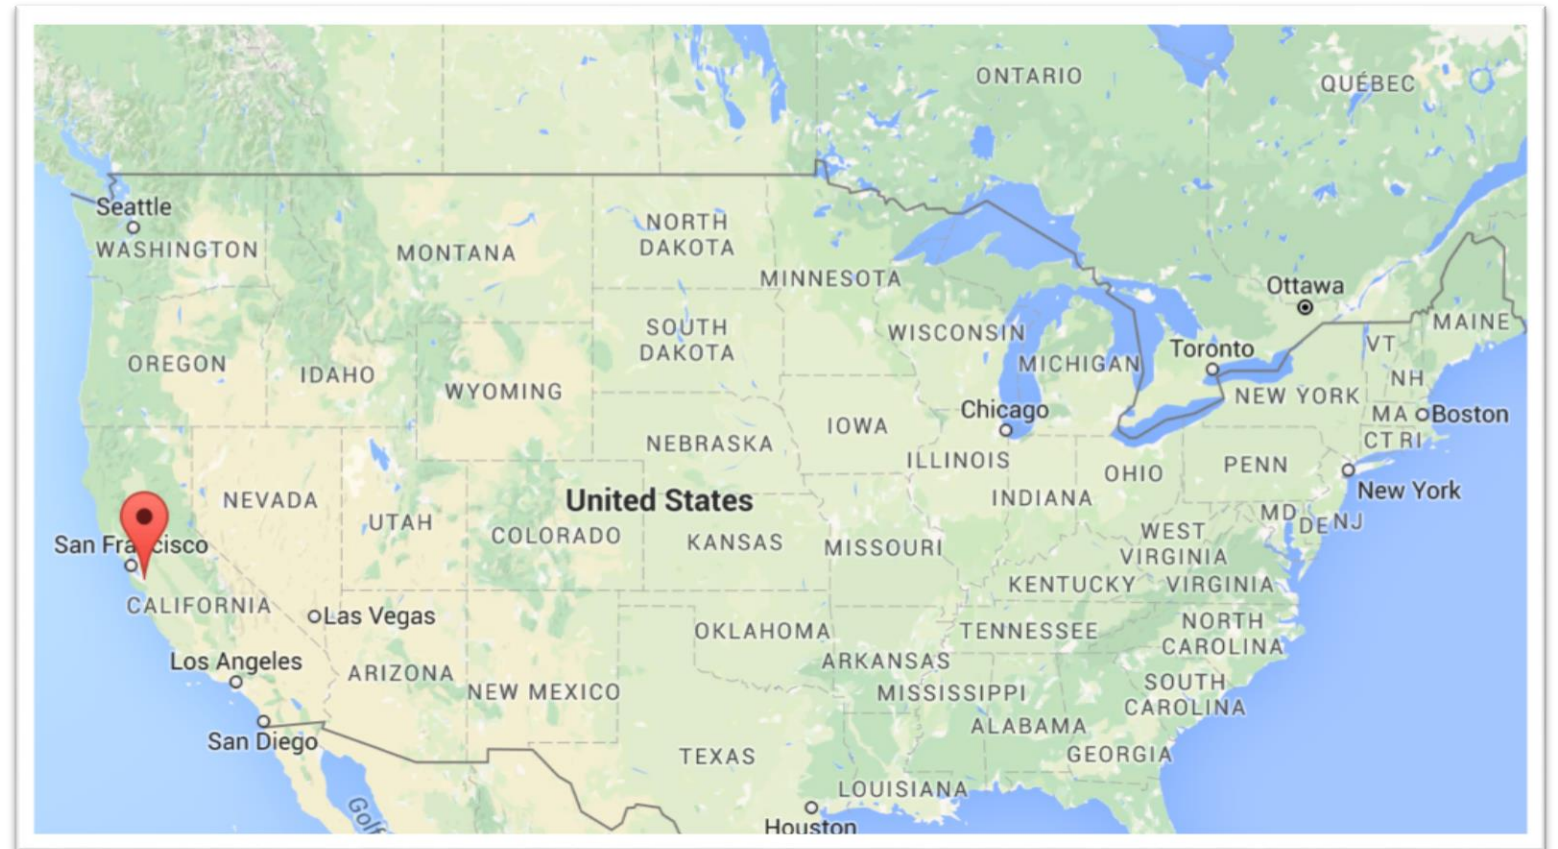 ONTARIO
QUÉBEC
Seattle
WASHINGTON
MONTANA
NORTH
DAKOTA
MINNESOTA
Ottawa
OREGON
IDAHO
WYOMING
SOUTH
DAKOTA
WISCONSIN
MICHIGAN
Toronto
VT
MAINE
NH
NEW YORK
MA
Boston
CT RI
Chicago
IOWA
NEBRASKA
ILLINOIS
INDIANA
OHIO
PENN
New York
NEVADA
UTAH
United States
COLORADO
KANSAS
MISSOURI
WEST
VIRGINIA
MD
DE
NJ
San Francisco
KENTUCKY
VIRGINIA
CALIFORNIA
Las Vegas
OKLAHOMA
TENNESSEE
NORTH
CAROLINA
Los Angeles
ARIZONA
NEW MEXICO
ARKANSAS
MISSISSIPPI
SOUTH
CAROLINA
San Diego
TEXAS
ALABAMA
GEORGIA
LOUISIANA
Houston
Golf